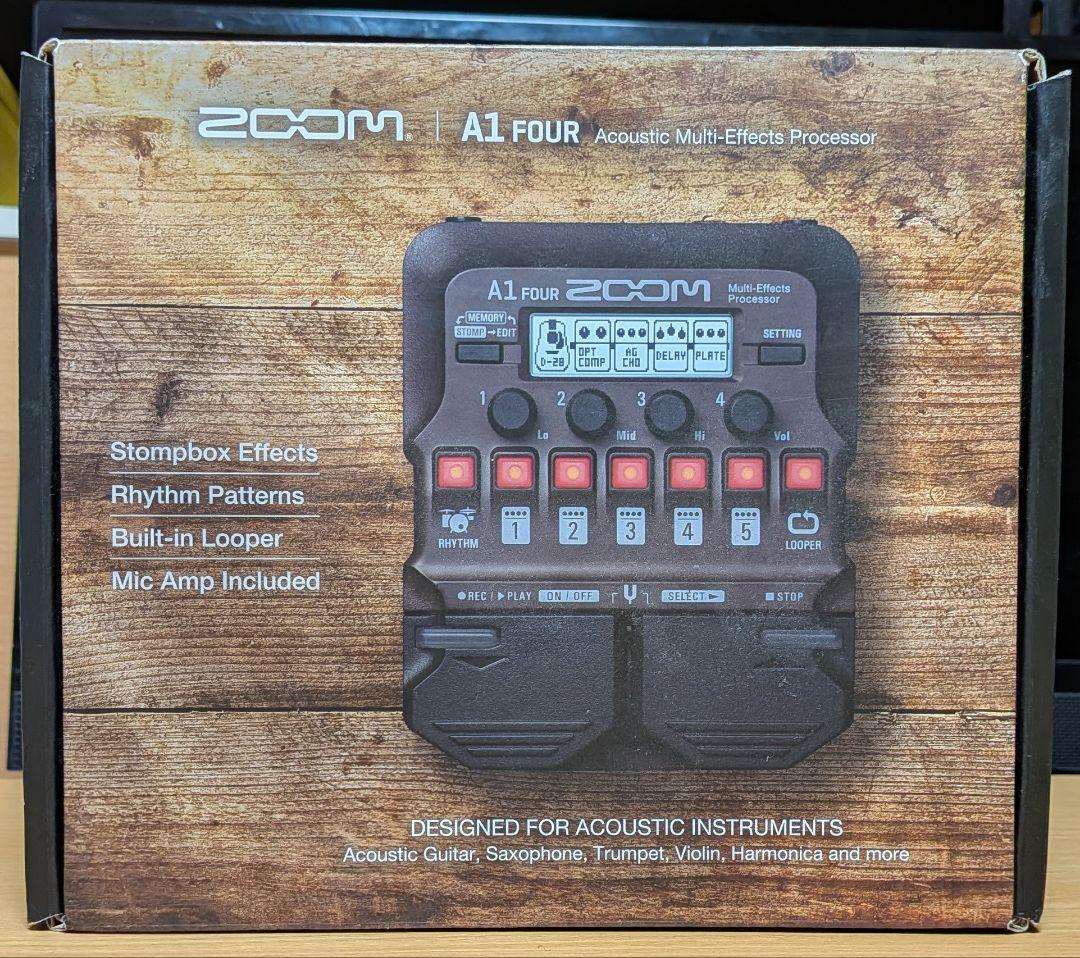 ZOOM® | A1 FOUR Acoustic Multi-Effects Processor
A1 FOUR ZOOM Multi-Effects Processor
MEMORY
STOMP → EDIT
SETTING
D-28
OPT COMP
AG CHO
DELAY
PLATE
1 2 3 4
Lo Mid Hi Vol
RHYTHM 1 2 3 4 5 LOOPER
●REC / ▶PLAY ON / OFF SELECT► ■STOP
Stompbox Effects
Rhythm Patterns
Built-in Looper
Mic Amp Included
DESIGNED FOR ACOUSTIC INSTRUMENTS
Acoustic Guitar, Saxophone, Trumpet, Violin, Harmonica and more